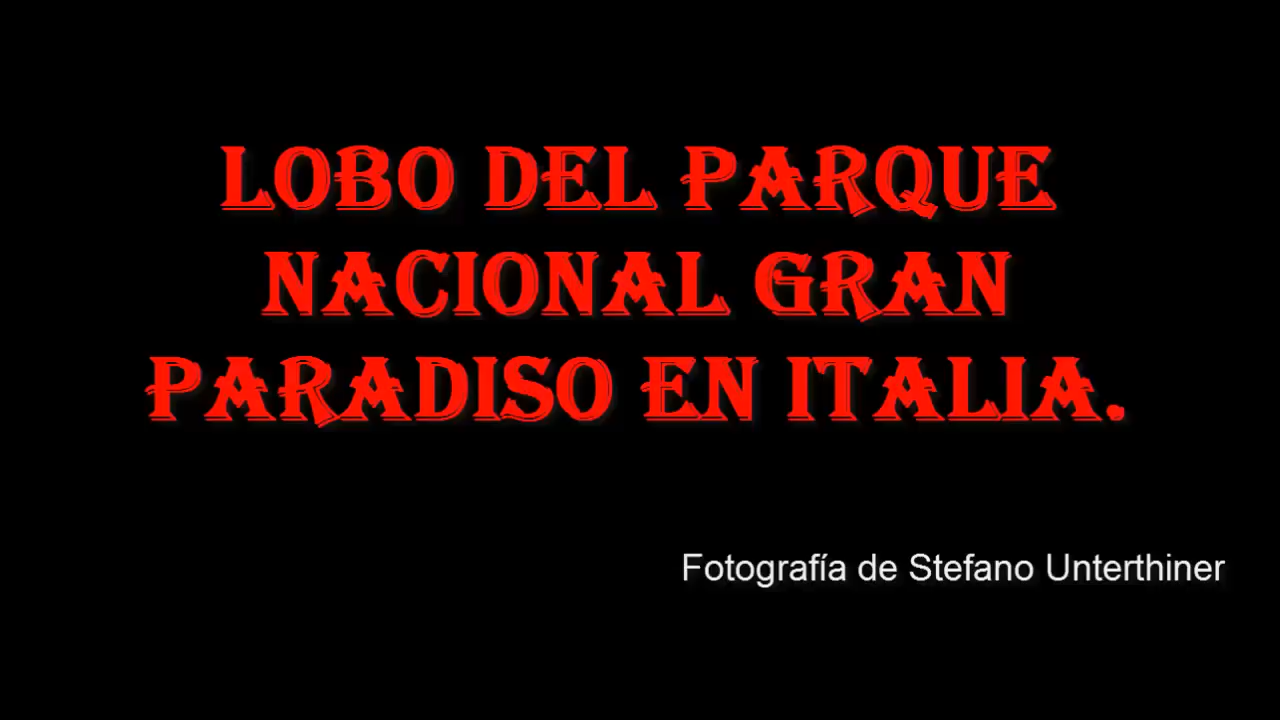 LOBO DEL PARQUE
NACIONAL GRAN
PARADISO EN ITALIA.
Fotografía de Stefano Unterthiner